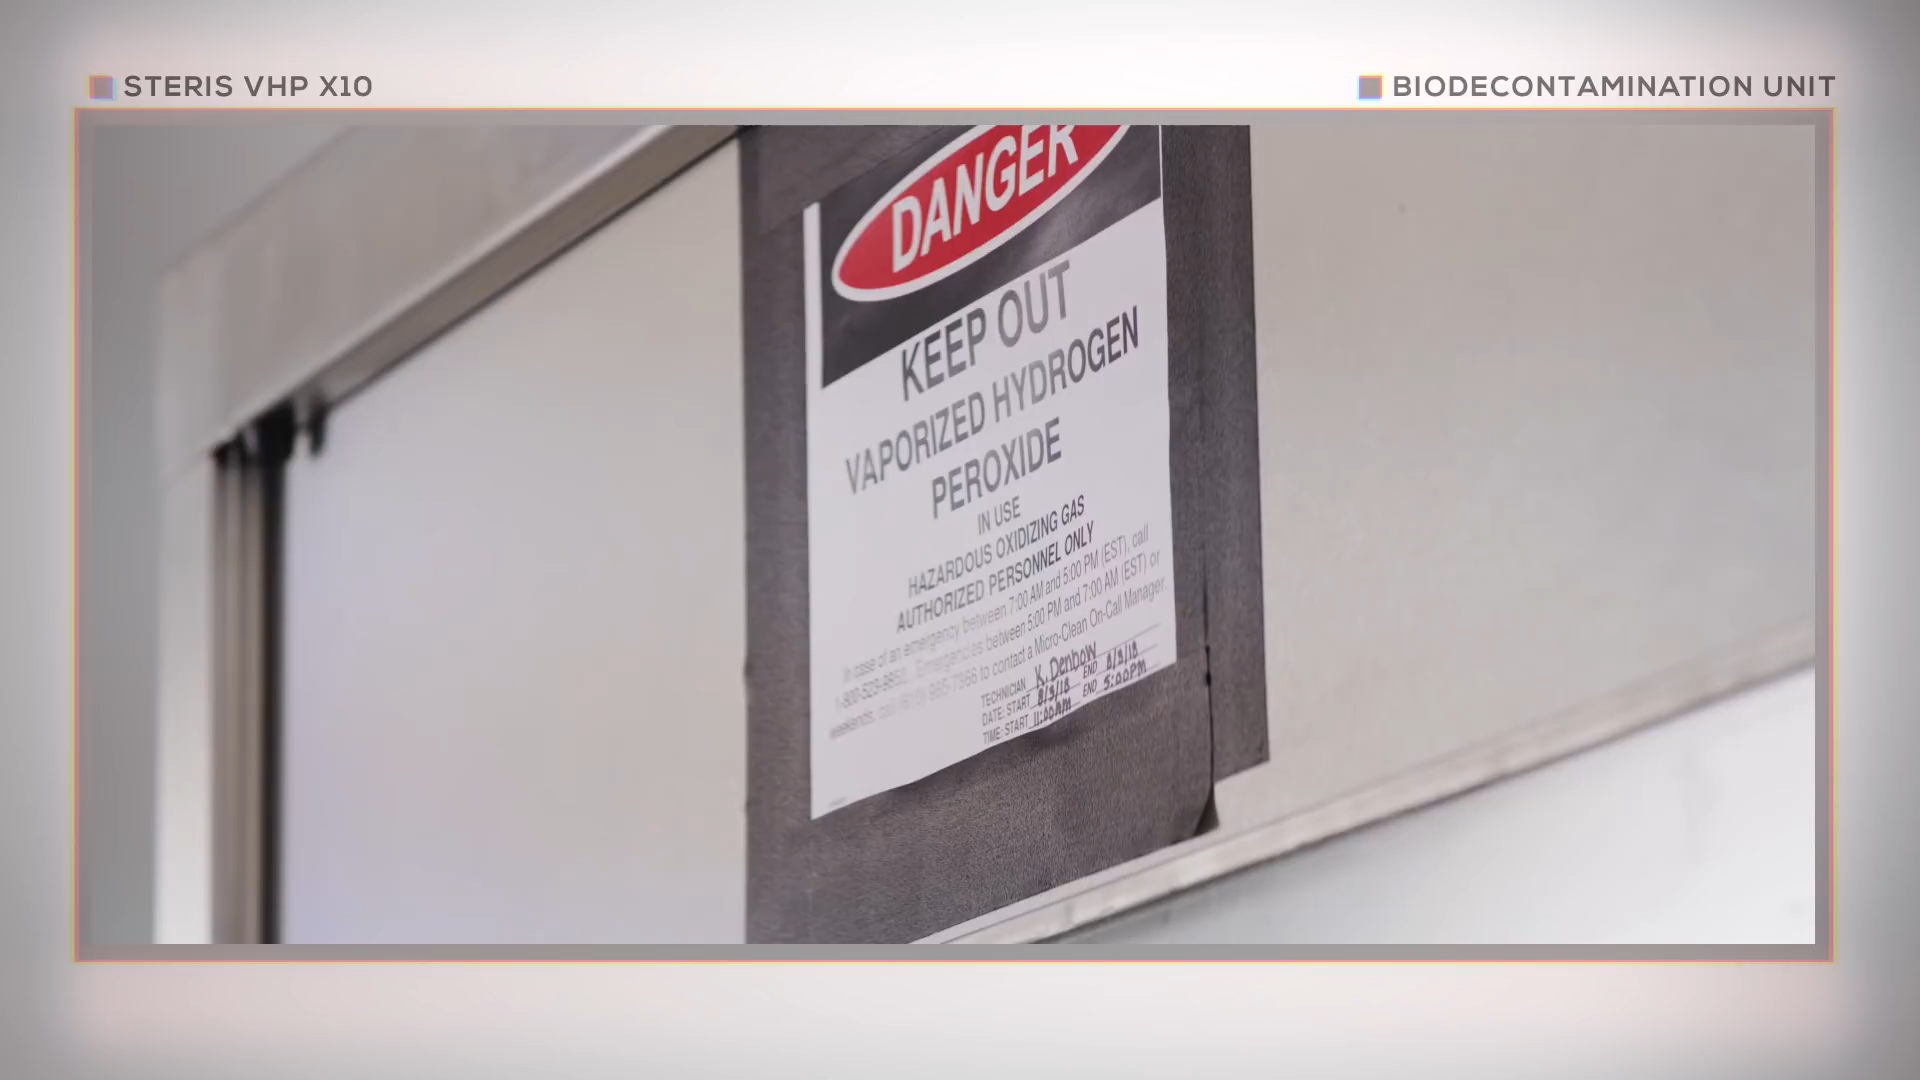 STERIS VHP X10
BIODECONTAMINATION UNIT
DANGER
KEEP OUT
VAPORIZED HYDROGEN
PEROXIDE
IN USE
HAZARDOUS OXIDIZING GAS
AUTHORIZED PERSONNEL ONLY
In case of an emergency between 7:00 AM and 5:00 PM (EST), call
Emergencies between 5:00 PM and 7:00 AM (EST) or
weekends, call to contact a Micro-Clean On-Call Manager.
TECHNICIAN K. Denbow
DATE: START 8/3/18 END 8/3/18
TIME: START 11:00AM END 5:00PM